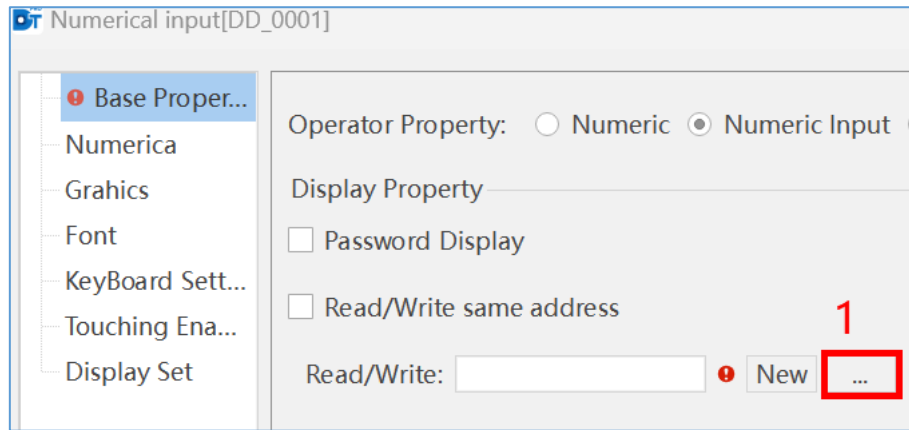 DT Numerical input[DD_0001]
Base Proper...
Operator Property: Numeric Numeric Input
Numerica
Grahics
Display Property
Font
Password Display
KeyBoard Sett...
Read/Write same address
Touching Ena...
1
Display Set
Read/Write: New ...